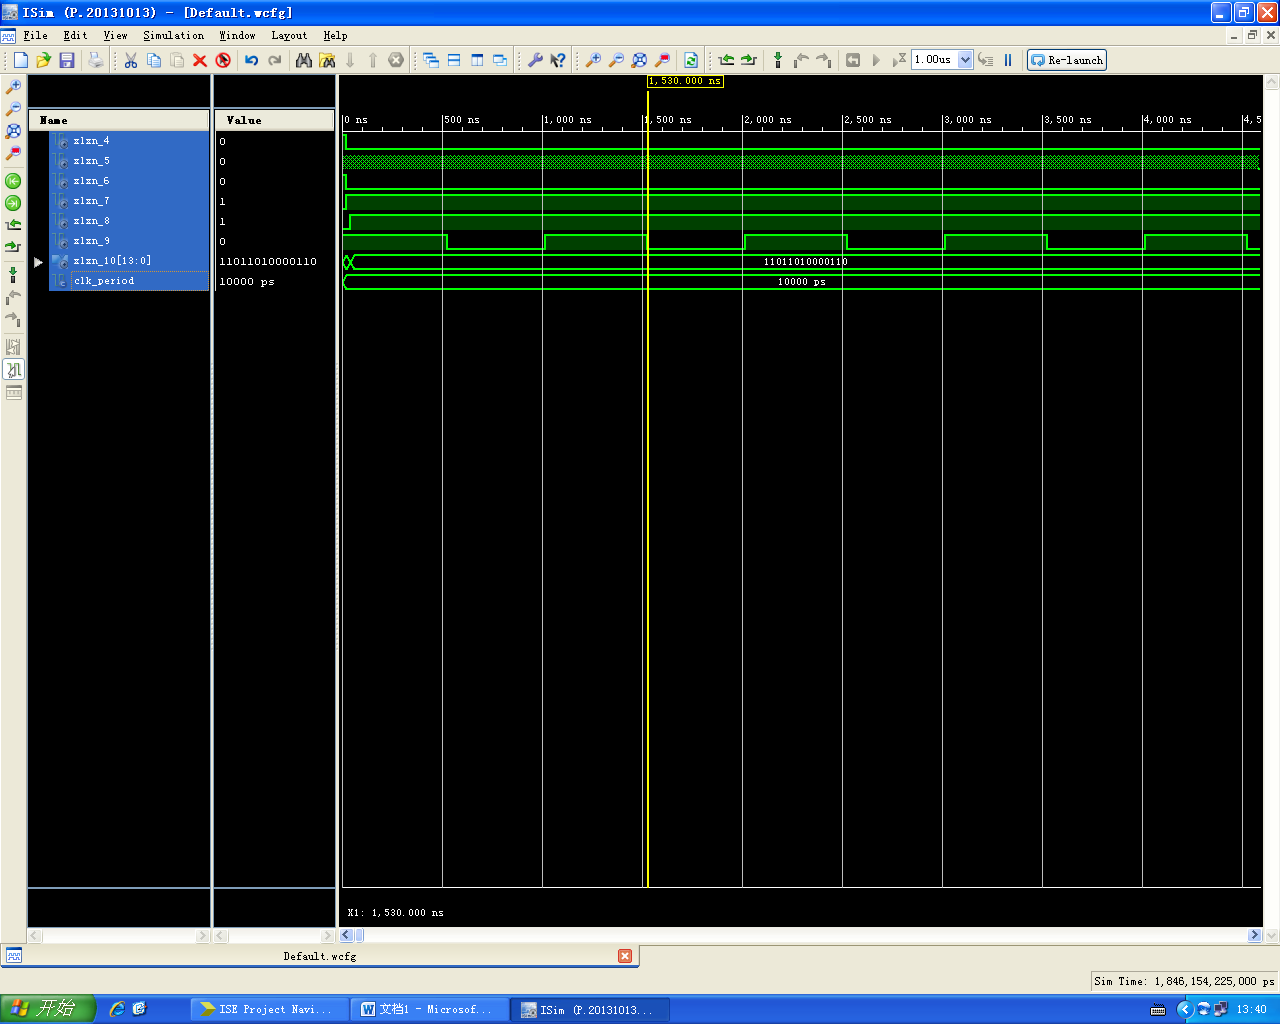 ISim (P.20131013) - [Default.wcfg]
File Edit View Simulation Window Layout Help
1.00us Re-launch
1,530.000 ns
Name Value
0 ns 500 ns 1,000 ns 1,500 ns 2,000 ns 2,500 ns 3,000 ns 3,500 ns 4,000 ns 4,5
xlxn_4 0
xlxn_5 0
xlxn_6 0
xlxn_7 1
xlxn_8 1
xlxn_9 0
xlxn_10[13:0] 11011010000110 11011010000110
clk_period 10000 ps 10000 ps
X1: 1,530.000 ns
Default.wcfg
Sim Time: 1,846,154,225,000 ps
开始 ISE Project Navi... 文档1 - Microsof... ISim (P.20131013... 13:40